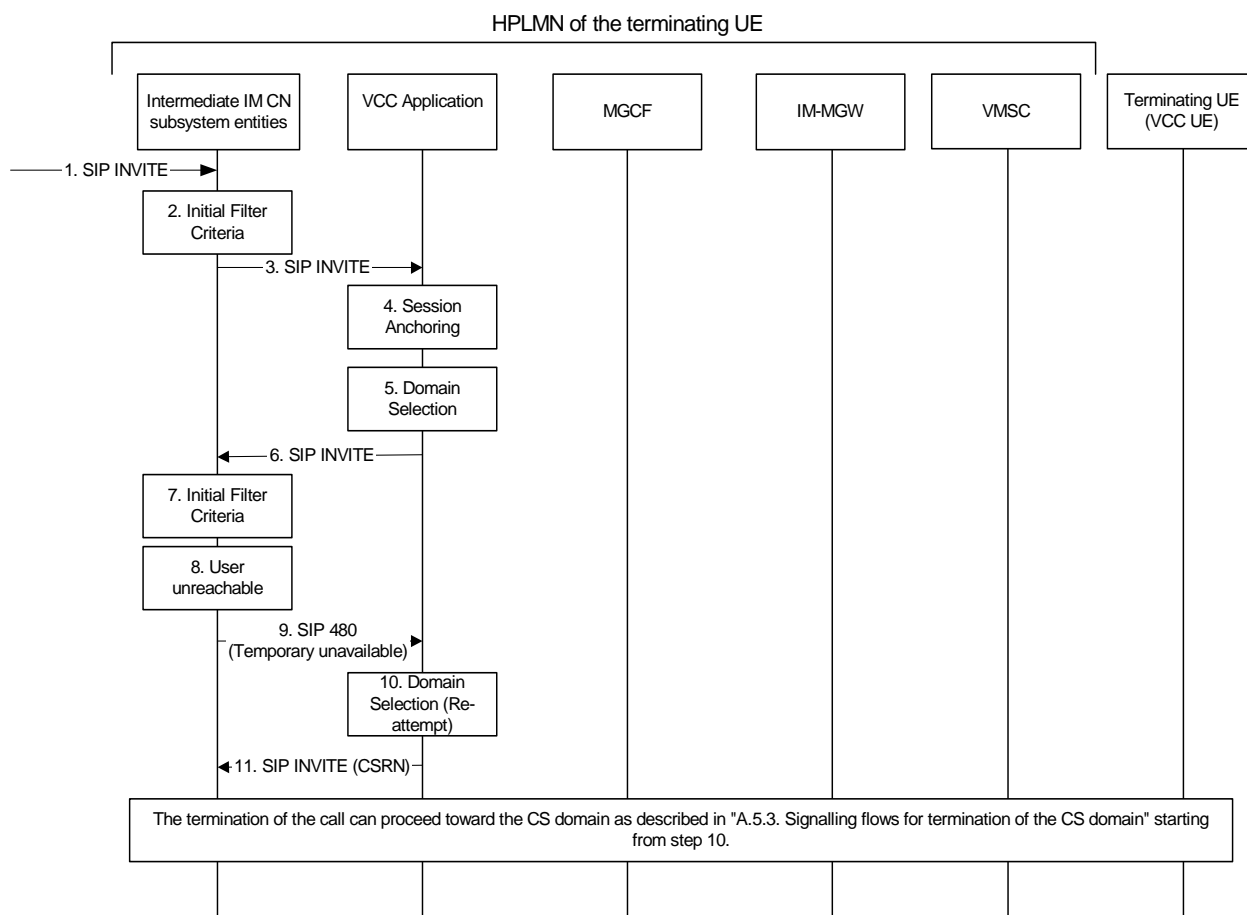 HPLMN of the terminating UE
Intermediate IM CN
subsystem entities
VCC Application
MGCF
IM-MGW
VMSC
Terminating UE
(VCC UE)
1. SIP INVITE
2. Initial Filter
Criteria
3. SIP INVITE
4. Session
Anchoring
5. Domain
Selection
6. SIP INVITE
7. Initial Filter
Criteria
8. User
unreachable
9. SIP 480
(Temporary unavailable)
10. Domain
Selection (Re-
attempt)
11. SIP INVITE (CSRN)
The termination of the call can proceed toward the CS domain as described in "A.5.3. Signalling flows for termination of the CS domain" starting
from step 10.